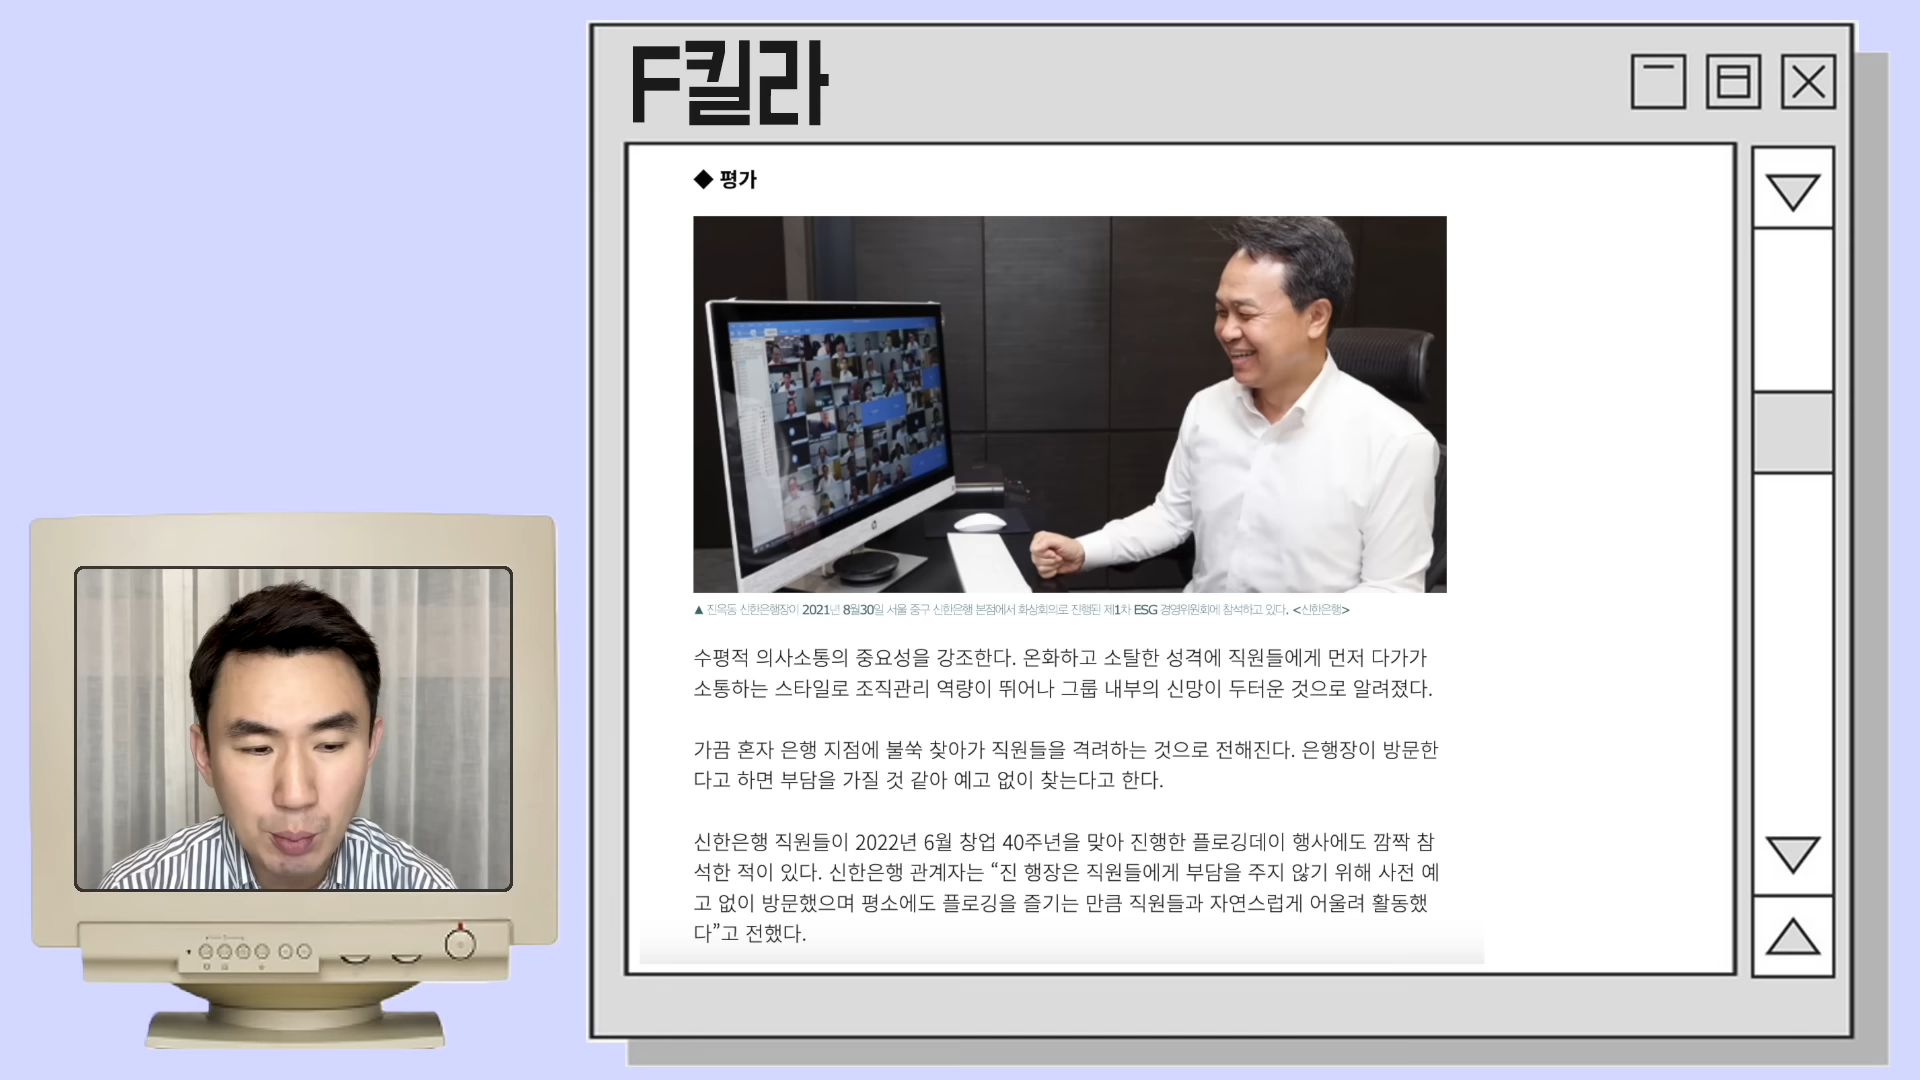 F킬라
◆ 평가
▲ 진옥동 신한은행장이 2021년 8월30일 서울 중구 신한은행 본점에서 화상회의로 진행된 제1차 ESG 경영위원회에 참석하고 있다. <신한은행>
수평적 의사소통의 중요성을 강조한다. 온화하고 소탈한 성격에 직원들에게 먼저 다가가
소통하는 스타일로 조직관리 역량이 뛰어나 그룹 내부의 신망이 두터운 것으로 알려졌다.
가끔 혼자 은행 지점에 불쑥 찾아가 직원들을 격려하는 것으로 전해진다. 은행장이 방문한
다고 하면 부담을 가질 것 같아 예고 없이 찾는다고 한다.
신한은행 직원들이 2022년 6월 창업 40주년을 맞아 진행한 플로깅데이 행사에도 깜짝 참
석한 적이 있다. 신한은행 관계자는 “진 행장은 직원들에게 부담을 주지 않기 위해 사전 예
고 없이 방문했으며 평소에도 플로깅을 즐기는 만큼 직원들과 자연스럽게 어울려 활동했
다”고 전했다.